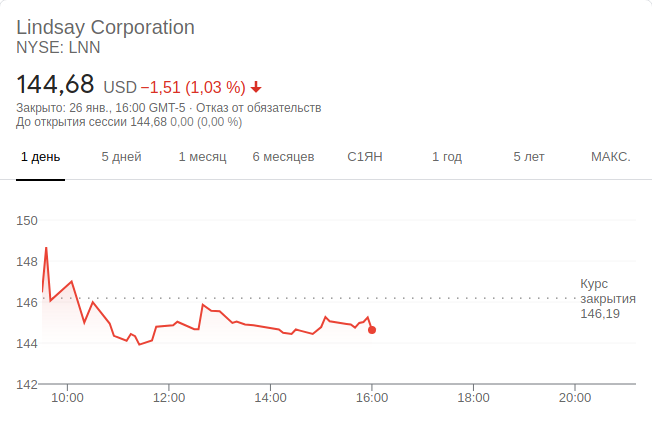 Lindsay Corporation
NYSE: LNN
144,68 USD −1,51 (1,03 %)
Закрыто: 26 янв., 16:00 GMT-5 · Отказ от обязательств
До открытия сессии 144,68 0,00 (0,00 %)
1 день 5 дней 1 месяц 6 месяцев С1ЯН 1 год 5 лет МАКС.
150
148
146
144
142
Курс
закрытия
146,19
10:00 12:00 14:00 16:00 18:00 20:00